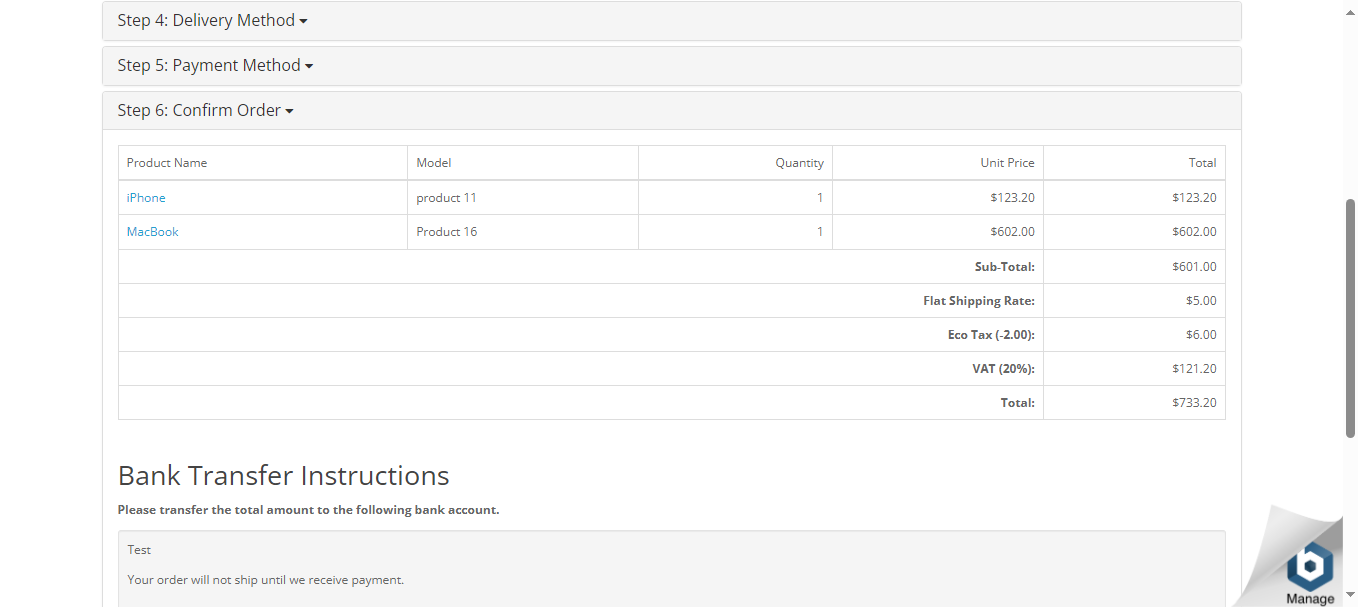 Step 4: Delivery Method
Step 5: Payment Method
Step 6: Confirm Order
Product Name Model Quantity Unit Price Total
iPhone product 11 1 $123.20 $123.20
MacBook Product 16 1 $602.00 $602.00
Sub-Total: $601.00
Flat Shipping Rate: $5.00
Eco Tax (-2.00): $6.00
VAT (20%): $121.20
Total: $733.20
Bank Transfer Instructions
Please transfer the total amount to the following bank account.
Test
Your order will not ship until we receive payment.
b
Manage